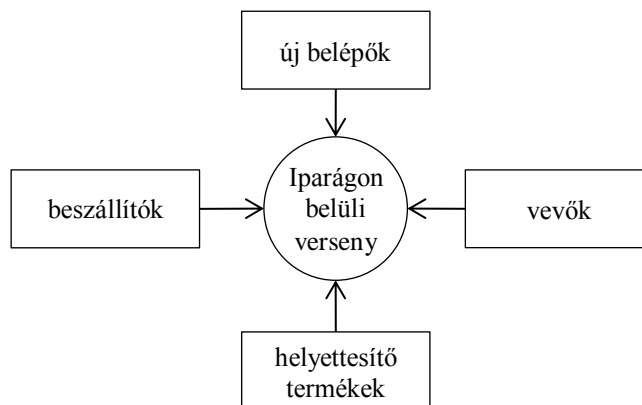 új belépők
beszállítók
Iparágon
belüli
verseny
vevők
helyettesítő
termékek